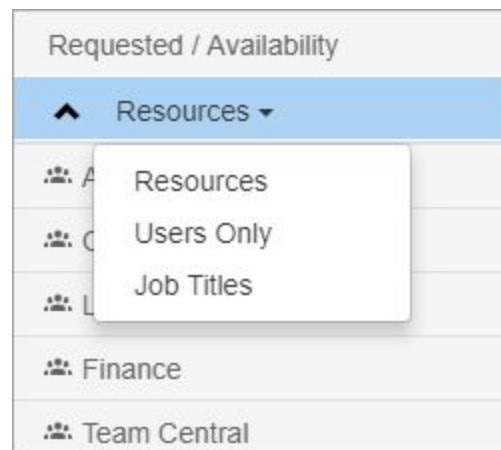 Requested / Availability
Resources
Resources
Users Only
Job Titles
Finance
Team Central